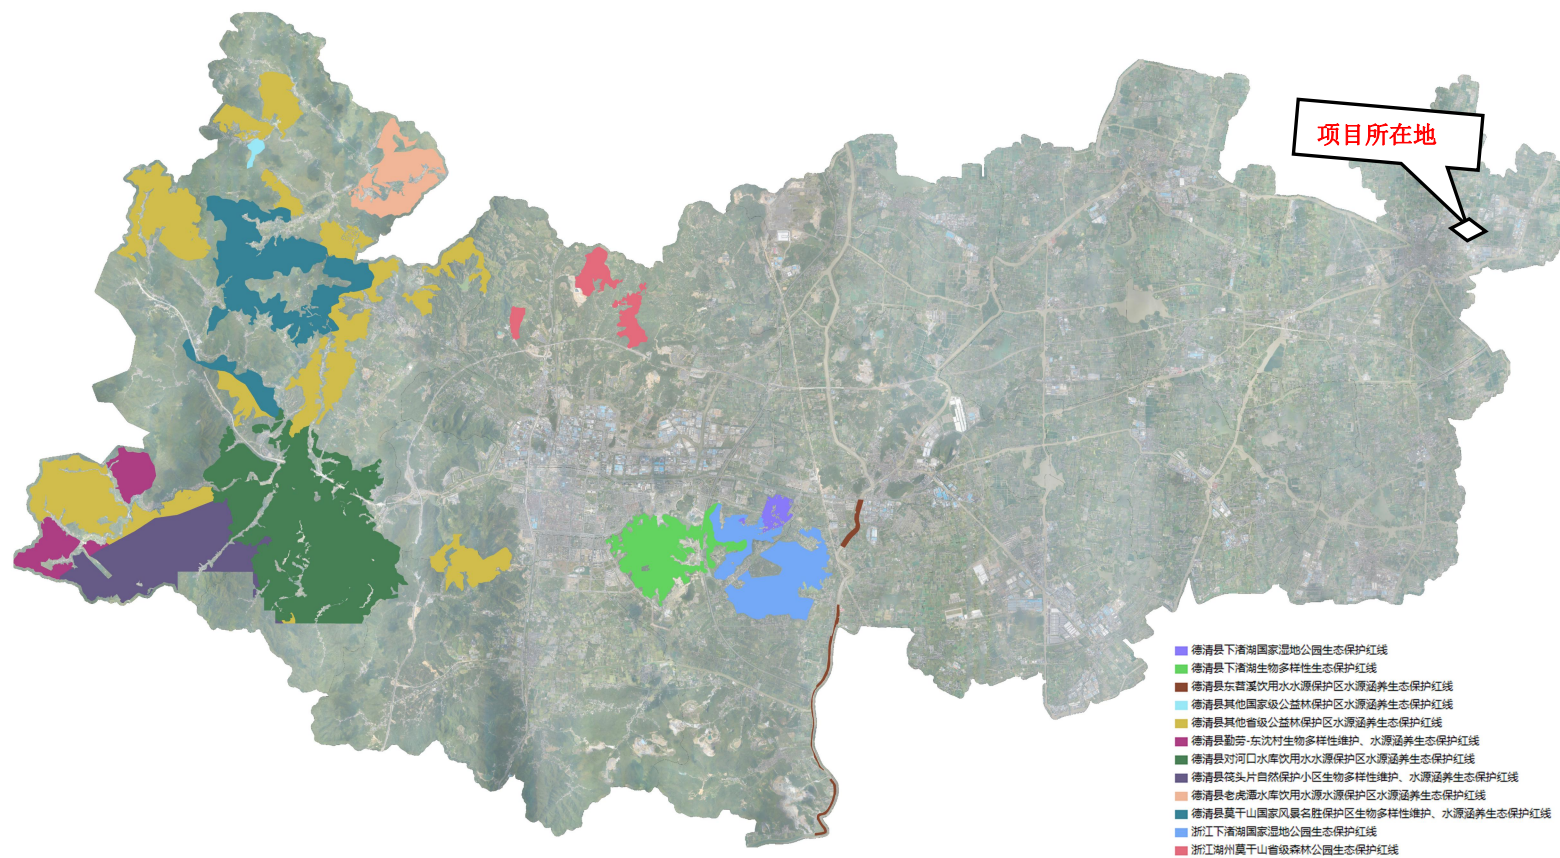 项目所在地
德清县下渚湖国家湿地公园生态保护红线
德清县下渚湖生物多样性生态保护红线
德清县东苕溪饮用水水源保护区水源涵养生态保护红线
德清县其他国家级公益林保护区水源涵养生态保护红线
德清县其他省级公益林保护区水源涵养生态保护红线
德清县勤劳-东沈村生物多样性维护、水源涵养生态保护红线
德清县对河口水库饮用水水源保护区水源涵养生态保护红线
德清县筏头片自然保护小区生物多样性维护、水源涵养生态保护红线
德清县老虎潭水库饮用水源水源保护区水源涵养生态保护红线
德清县莫干山国家风景名胜保护区生物多样性维护、水源涵养生态保护红线
浙江下渚湖国家湿地公园生态保护红线
浙江湖州莫干山省级森林公园生态保护红线